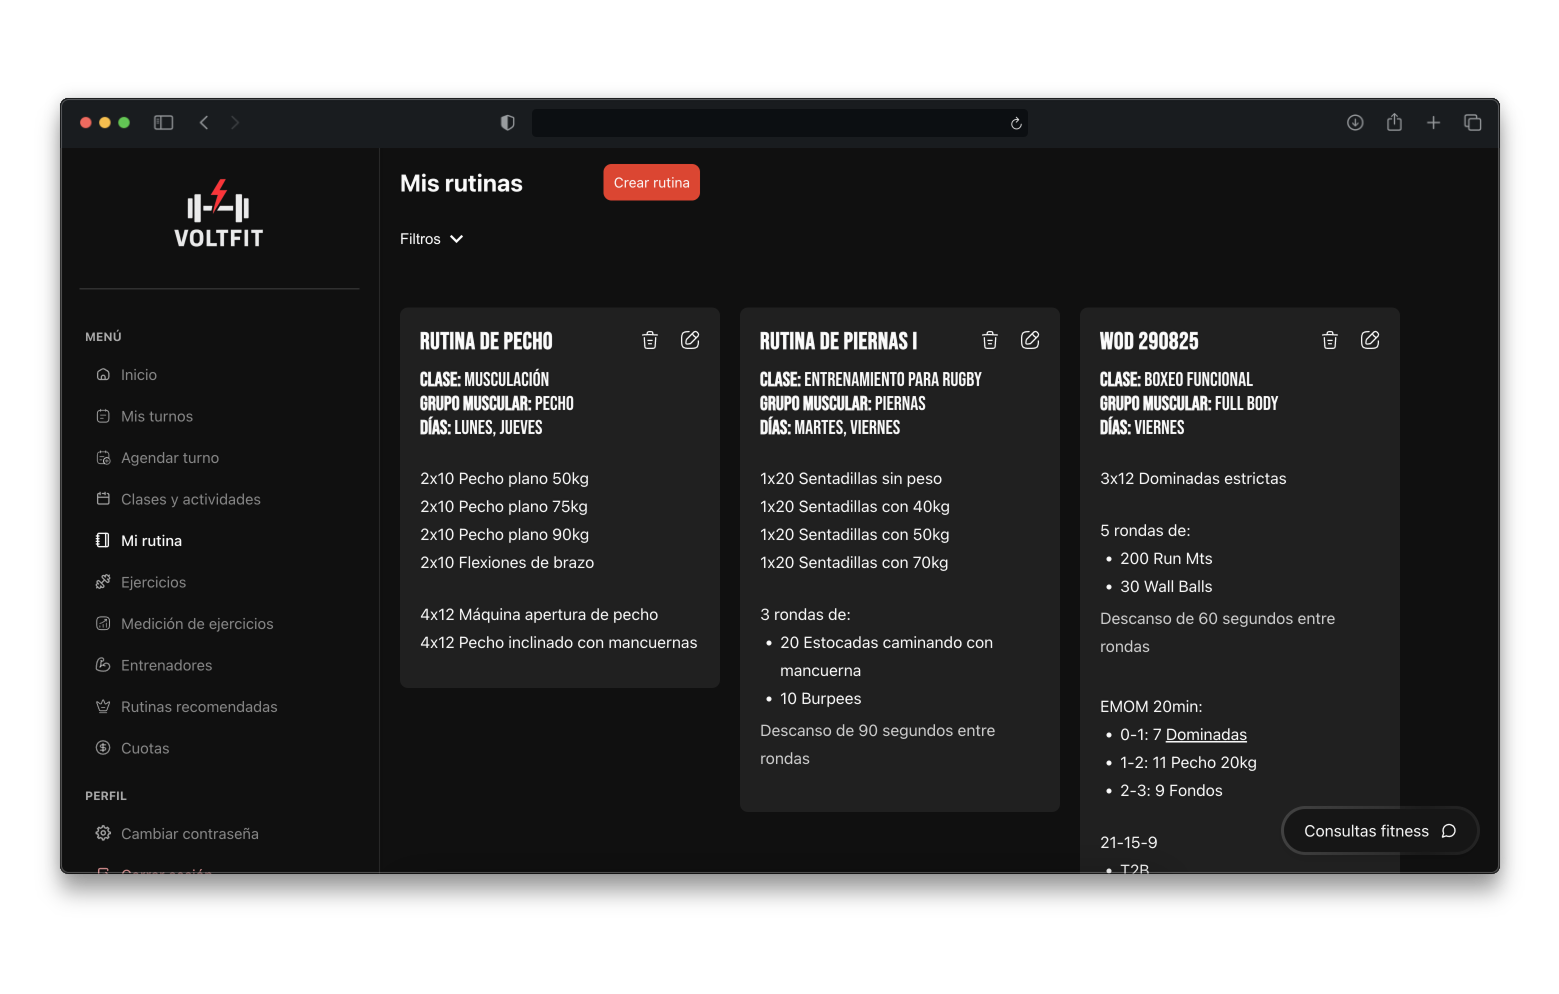 VOLTFIT
MENÚ
Inicio
Mis turnos
Agendar turno
Clases y actividades
Mi rutina
Ejercicios
Medición de ejercicios
Entrenadores
Rutinas recomendadas
Cuotas
PERFIL
Cambiar contraseña
Cerrar sesión
Mis rutinas
Crear rutina
Filtros
RUTINA DE PECHO
CLASE: MUSCULACIÓN
GRUPO MUSCULAR: PECHO
DÍAS: LUNES, JUEVES
2x10 Pecho plano 50kg
2x10 Pecho plano 75kg
2x10 Pecho plano 90kg
2x10 Flexiones de brazo
4x12 Máquina apertura de pecho
4x12 Pecho inclinado con mancuernas
RUTINA DE PIERNAS I
CLASE: ENTRENAMIENTO PARA RUGBY
GRUPO MUSCULAR: PIERNAS
DÍAS: MARTES, VIERNES
1x20 Sentadillas sin peso
1x20 Sentadillas con 40kg
1x20 Sentadillas con 50kg
1x20 Sentadillas con 70kg
3 rondas de:
• 20 Estocadas caminando con
mancuerna
• 10 Burpees
Descanso de 90 segundos entre
rondas
WOD 290825
CLASE: BOXEO FUNCIONAL
GRUPO MUSCULAR: FULL BODY
DÍAS: VIERNES
3x12 Dominadas estrictas
5 rondas de:
• 200 Run Mts
• 30 Wall Balls
Descanso de 60 segundos entre
rondas
EMOM 20min:
• 0-1: 7 Dominadas
• 1-2: 11 Pecho 20kg
• 2-3: 9 Fondos
21-15-9
• T2B
Consultas fitness